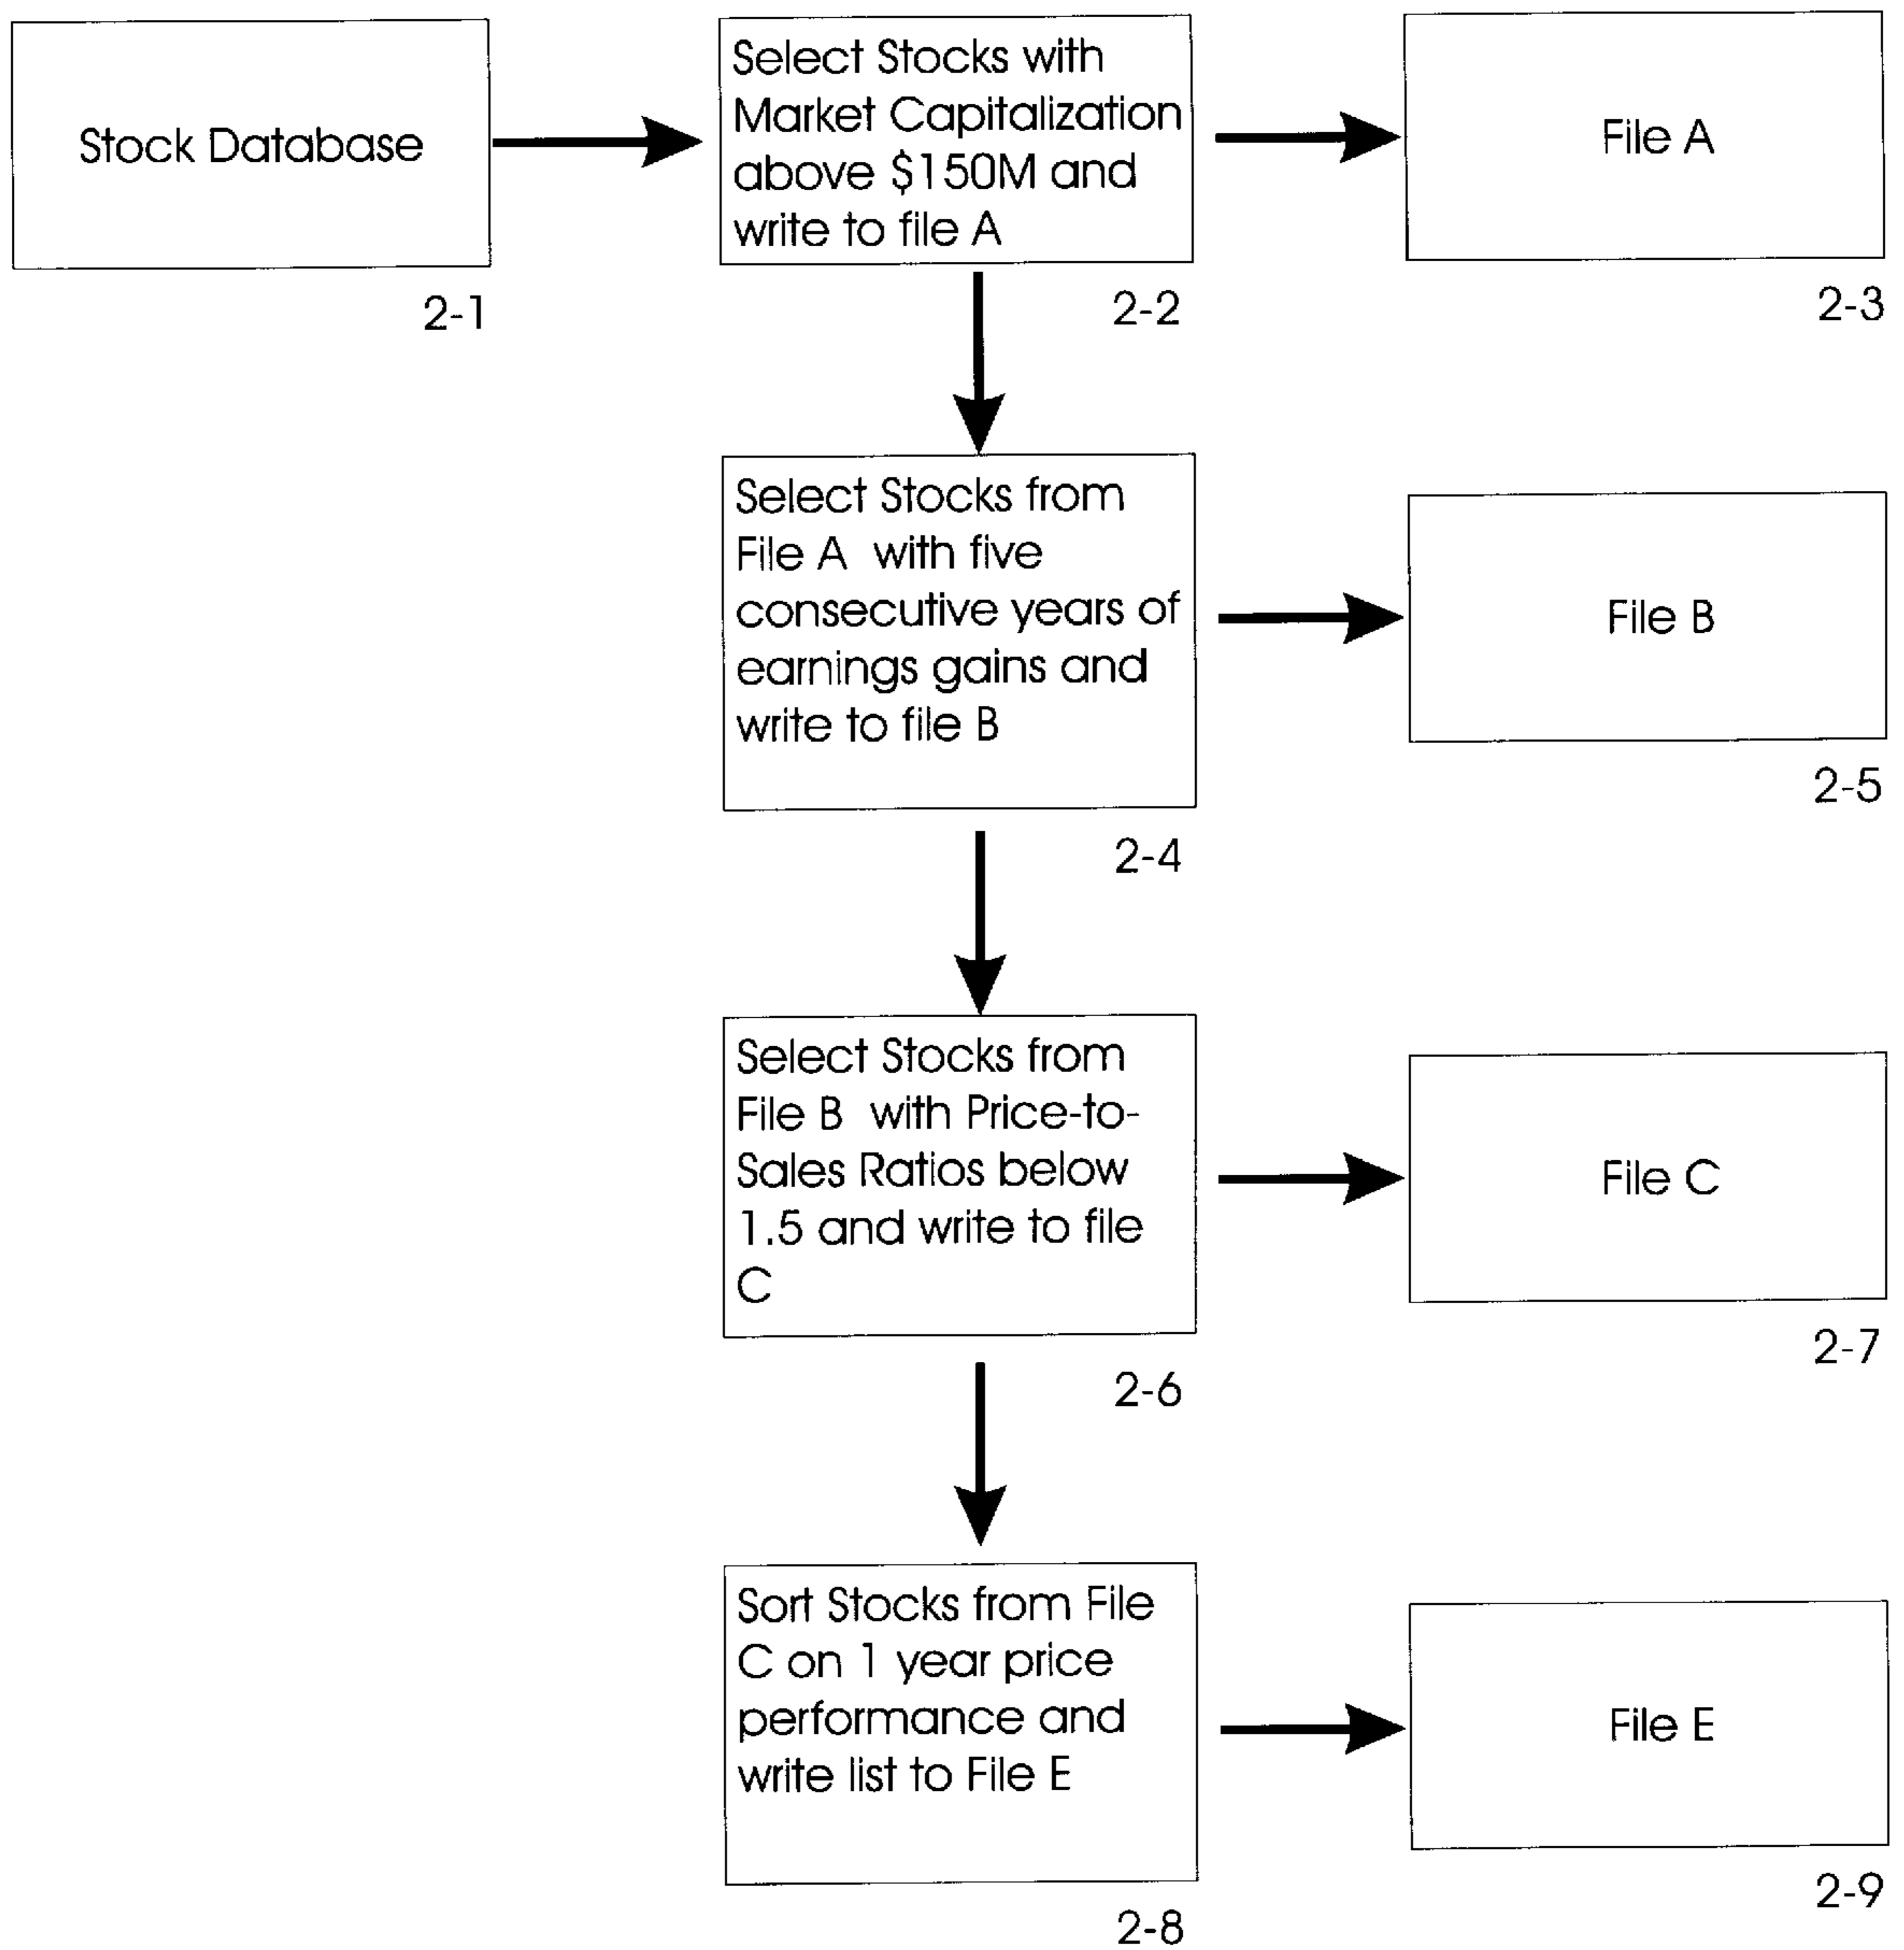 Stock Database
2-1
Select Stocks with
Market Capitalization
above $150M and
write to file A
2-2
File A
2-3
Select Stocks from
File A with five
consecutive years of
earnings gains and
write to file B
2-4
File B
2-5
Select Stocks from
File B with Price-to-
Sales Ratios below
1.5 and write to file
C
2-6
File C
2-7
Sort Stocks from File
C on 1 year price
performance and
write list to File E
2-8
File E
2-9